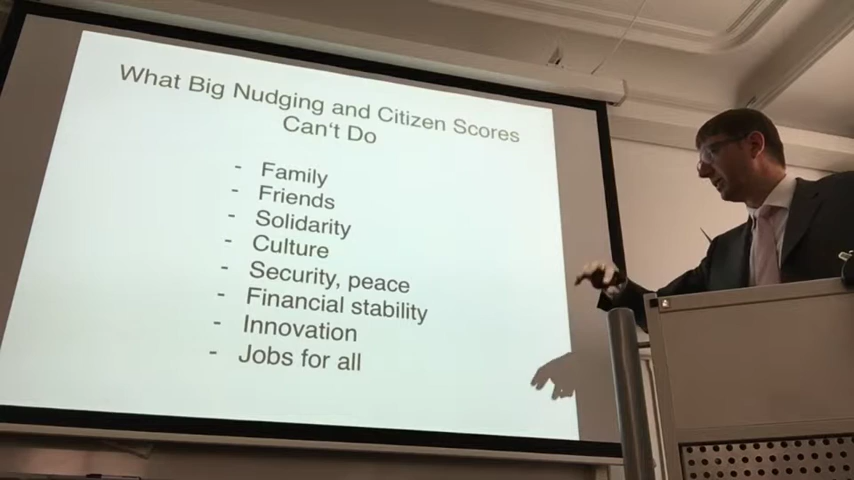 What Big Nudging and Citizen Scores
Can't Do
- Family
- Friends
- Solidarity
- Culture
- Security, peace
- Financial stability
- Innovation
- Jobs for all